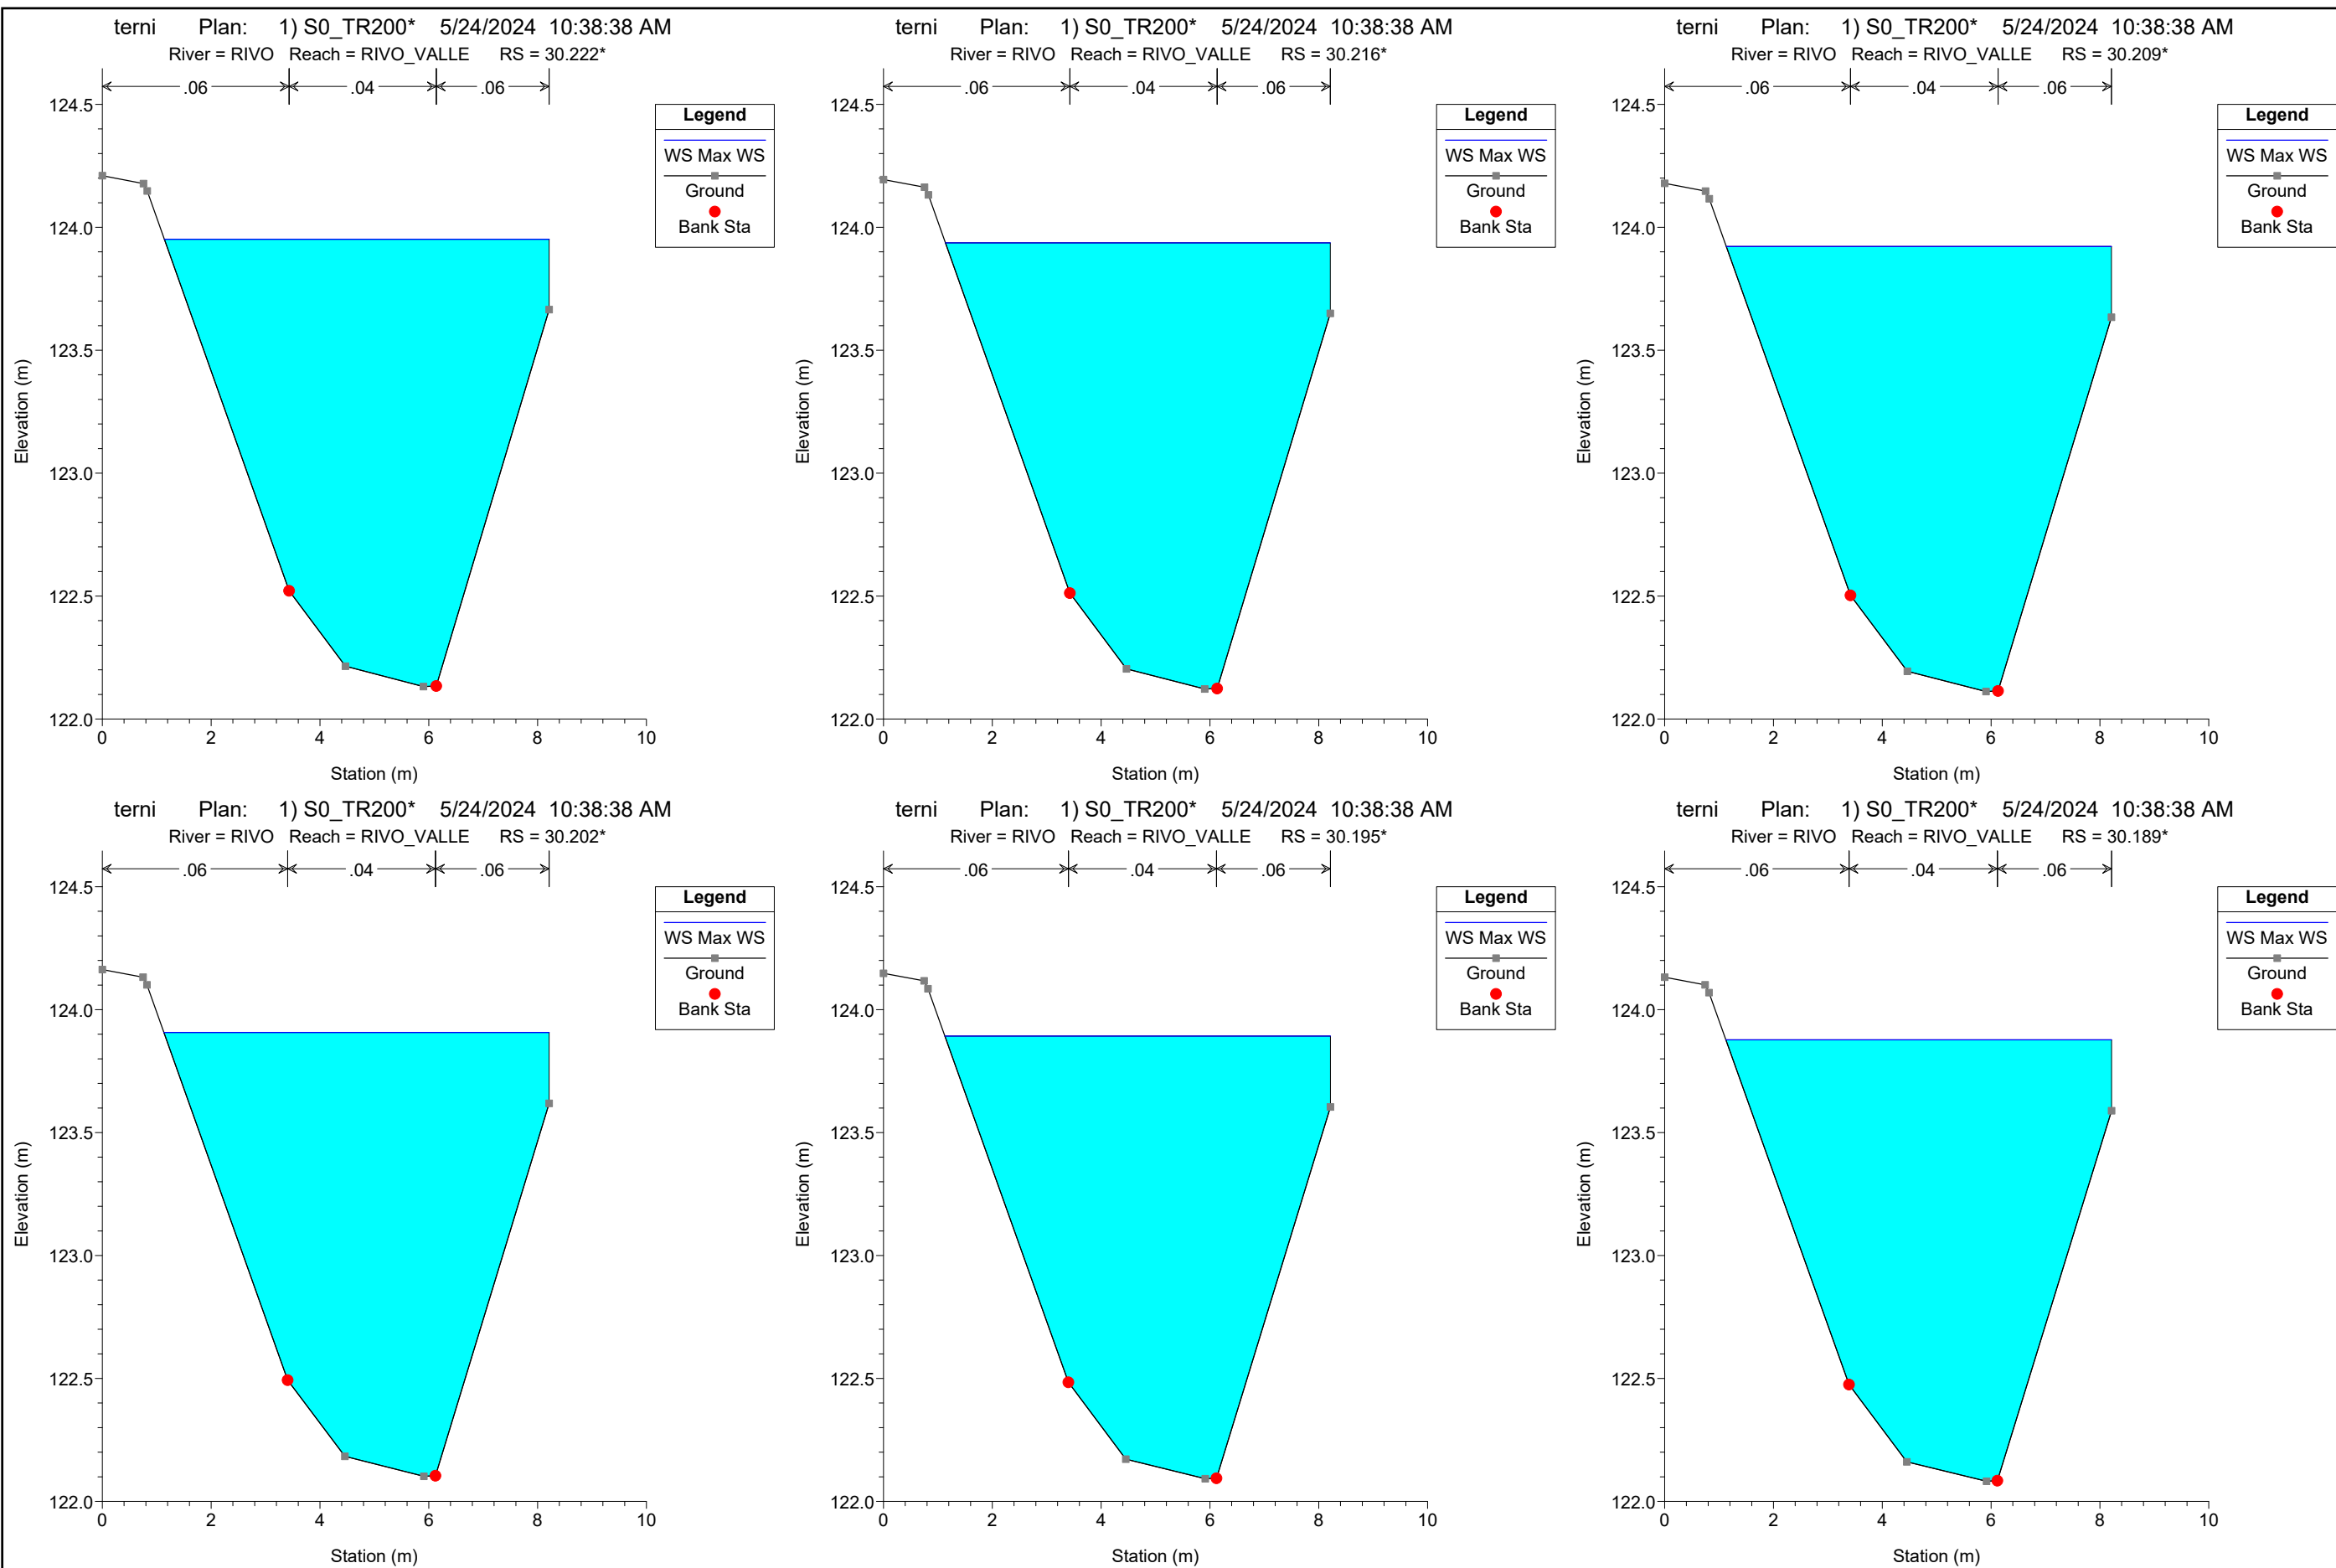 terni Plan: 1) S0_TR200* 5/24/2024 10:38:38 AM
River = RIVO Reach = RIVO_VALLE RS = 30.222*
.06 .04 .06
124.5
124.0
123.5
123.0
122.5
122.0
0 2 4 6 8 10
Elevation (m)
Station (m)
Legend
WS Max WS
Ground
Bank Sta
terni Plan: 1) S0_TR200* 5/24/2024 10:38:38 AM
River = RIVO Reach = RIVO_VALLE RS = 30.216*
.06 .04 .06
124.5
124.0
123.5
123.0
122.5
122.0
0 2 4 6 8 10
Elevation (m)
Station (m)
Legend
WS Max WS
Ground
Bank Sta
terni Plan: 1) S0_TR200* 5/24/2024 10:38:38 AM
River = RIVO Reach = RIVO_VALLE RS = 30.209*
.06 .04 .06
124.5
124.0
123.5
123.0
122.5
122.0
0 2 4 6 8 10
Elevation (m)
Station (m)
Legend
WS Max WS
Ground
Bank Sta
terni Plan: 1) S0_TR200* 5/24/2024 10:38:38 AM
River = RIVO Reach = RIVO_VALLE RS = 30.202*
.06 .04 .06
124.5
124.0
123.5
123.0
122.5
122.0
0 2 4 6 8 10
Elevation (m)
Station (m)
Legend
WS Max WS
Ground
Bank Sta
terni Plan: 1) S0_TR200* 5/24/2024 10:38:38 AM
River = RIVO Reach = RIVO_VALLE RS = 30.195*
.06 .04 .06
124.5
124.0
123.5
123.0
122.5
122.0
0 2 4 6 8 10
Elevation (m)
Station (m)
Legend
WS Max WS
Ground
Bank Sta
terni Plan: 1) S0_TR200* 5/24/2024 10:38:38 AM
River = RIVO Reach = RIVO_VALLE RS = 30.189*
.06 .04 .06
124.5
124.0
123.5
123.0
122.5
122.0
0 2 4 6 8 10
Elevation (m)
Station (m)
Legend
WS Max WS
Ground
Bank Sta